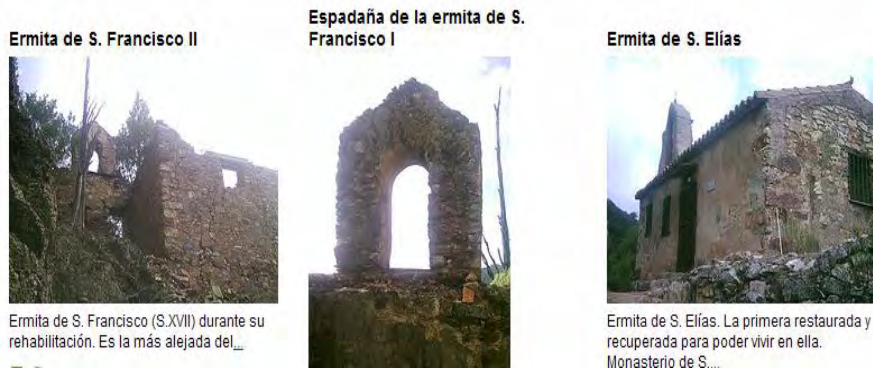 Ermita de S. Francisco II
Espadaña de la ermita de S.
Francisco I
Ermita de S. Elías
Ermita de S. Francisco (S.XVII) durante su
rehabilitación. Es la más alejada del...
Ermita de S. Elías. La primera restaurada y
recuperada para poder vivir en ella.
Monasterio de S....